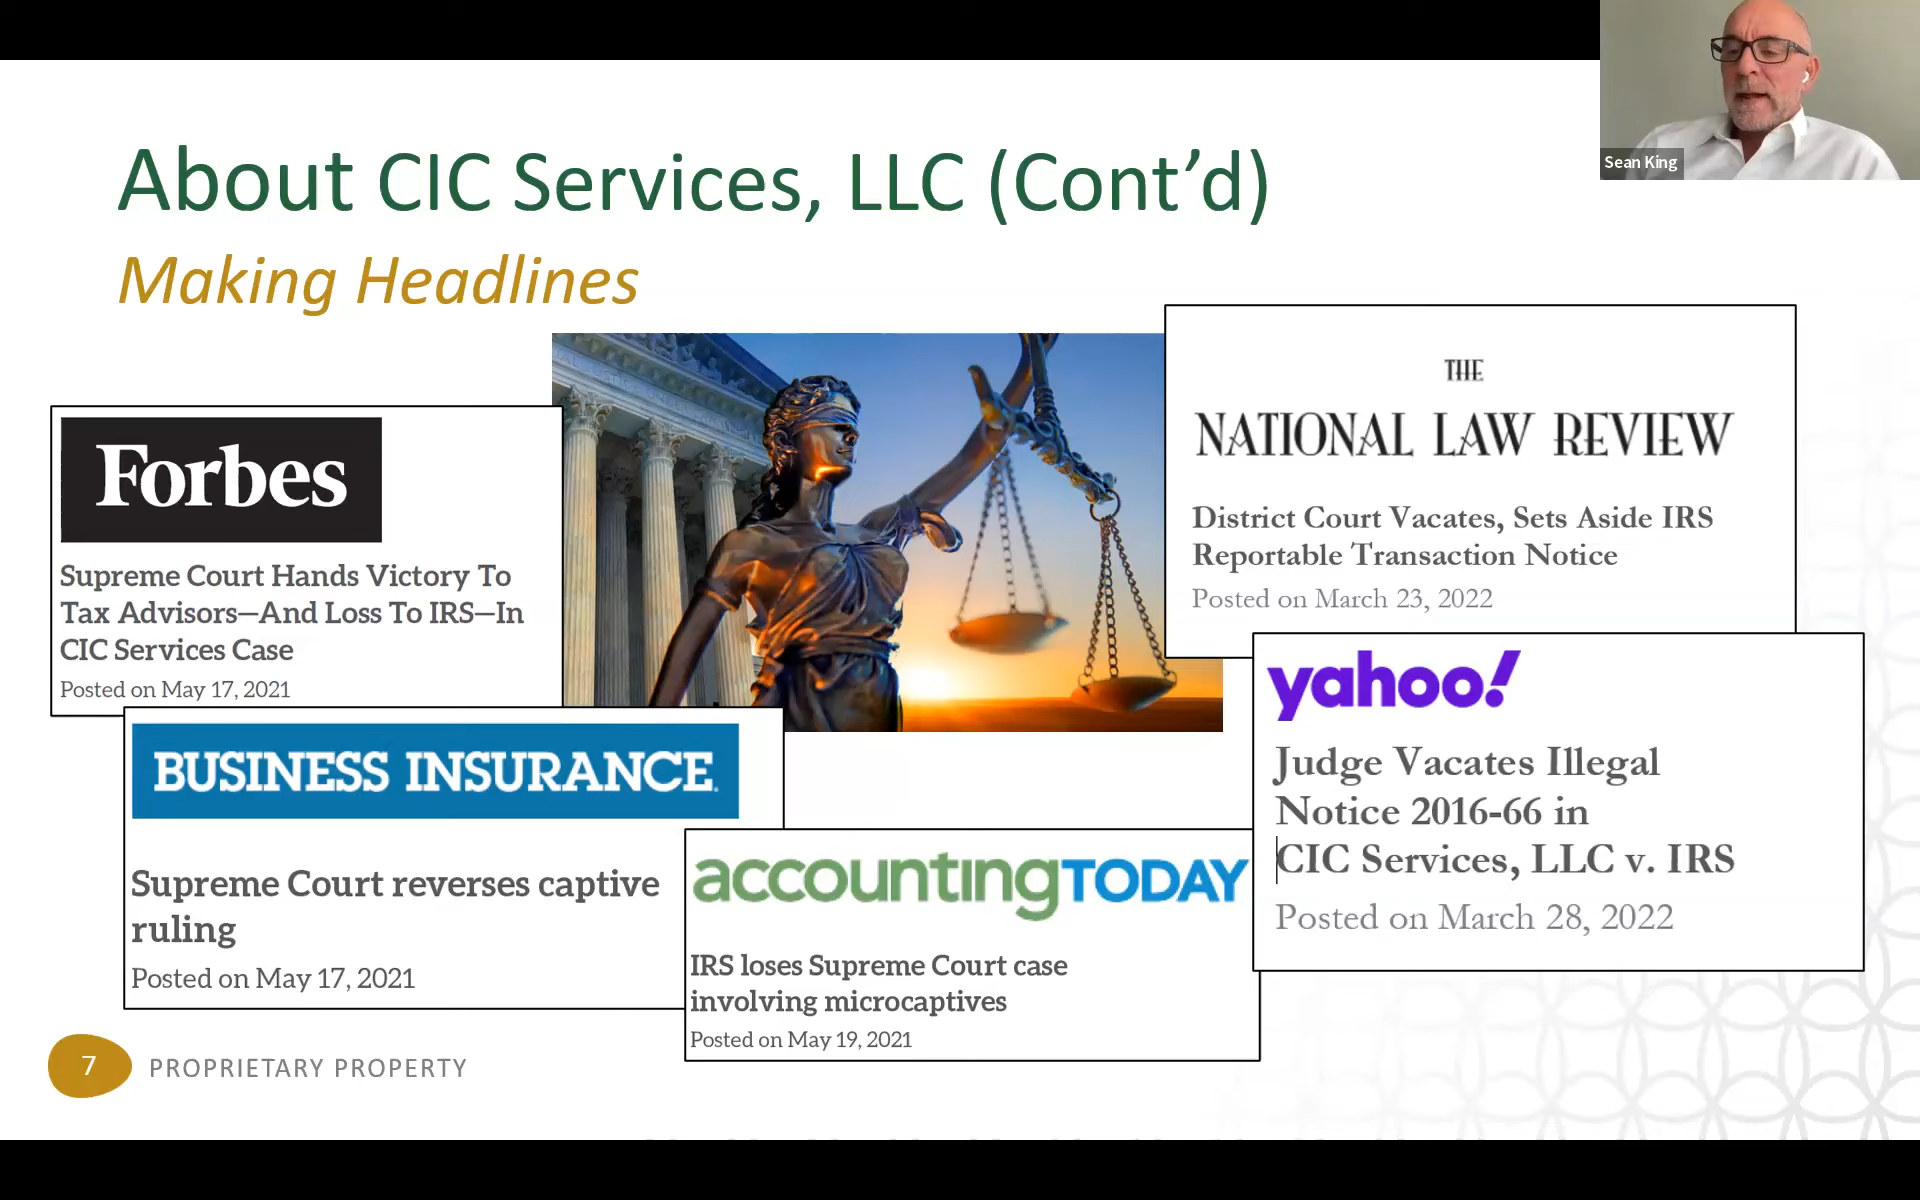 Sean King
About CIC Services, LLC (Cont’d)
Making Headlines
Forbes
Supreme Court Hands Victory To
Tax Advisors—And Loss To IRS—In
CIC Services Case
Posted on May 17, 2021
THE
NATIONAL LAW REVIEW
District Court Vacates, Sets Aside IRS
Reportable Transaction Notice
Posted on March 23, 2022
BUSINESS INSURANCE.
Supreme Court reverses captive
ruling
Posted on May 17, 2021
accountingTODAY
IRS loses Supreme Court case
involving microcaptives
Posted on May 19, 2021
yahoo!
Judge Vacates Illegal
Notice 2016-66 in
CIC Services, LLC v. IRS
Posted on March 28, 2022
7
PROPRIETARY PROPERTY